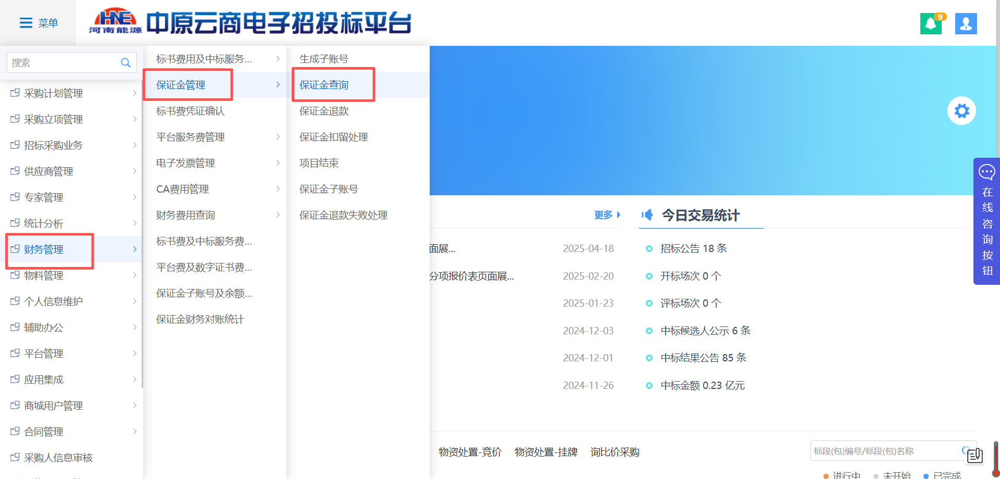 菜单
HNE
河南能源
中原云商电子招投标平台
9
搜索
采购计划管理
采购立项管理
招标采购业务
供应商管理
专家管理
统计分析
财务管理
物料管理
个人信息维护
辅助办公
平台管理
应用集成
商城用户管理
合同管理
采购人信息审核
标书费用及中标服务...
保证金管理
标书费凭证确认
平台服务费管理
电子发票管理
CA费用管理
财务费用查询
标书费及中标服务费...
平台费及数字证书费...
保证金子账号及余额...
保证金财务对账统计
生成子账号
保证金查询
保证金退款
保证金扣留处理
项目结束
保证金子账号
保证金退款失败处理
更多
面展... 2025-04-18
分项报价表页面展... 2025-02-20
2025-01-23
2024-12-03
2024-12-01
2024-11-26
今日交易统计
招标公告 18 条
开标场次 0 个
评标场次 0 个
中标候选人公示 6 条
中标结果公告 85 条
中标金额 0.23 亿元
在线咨询按钮
物资处置-竞价 物资处置-挂牌 询比价采购
标段(包)编号/标段(包)名称
进行中 未开始 已完成